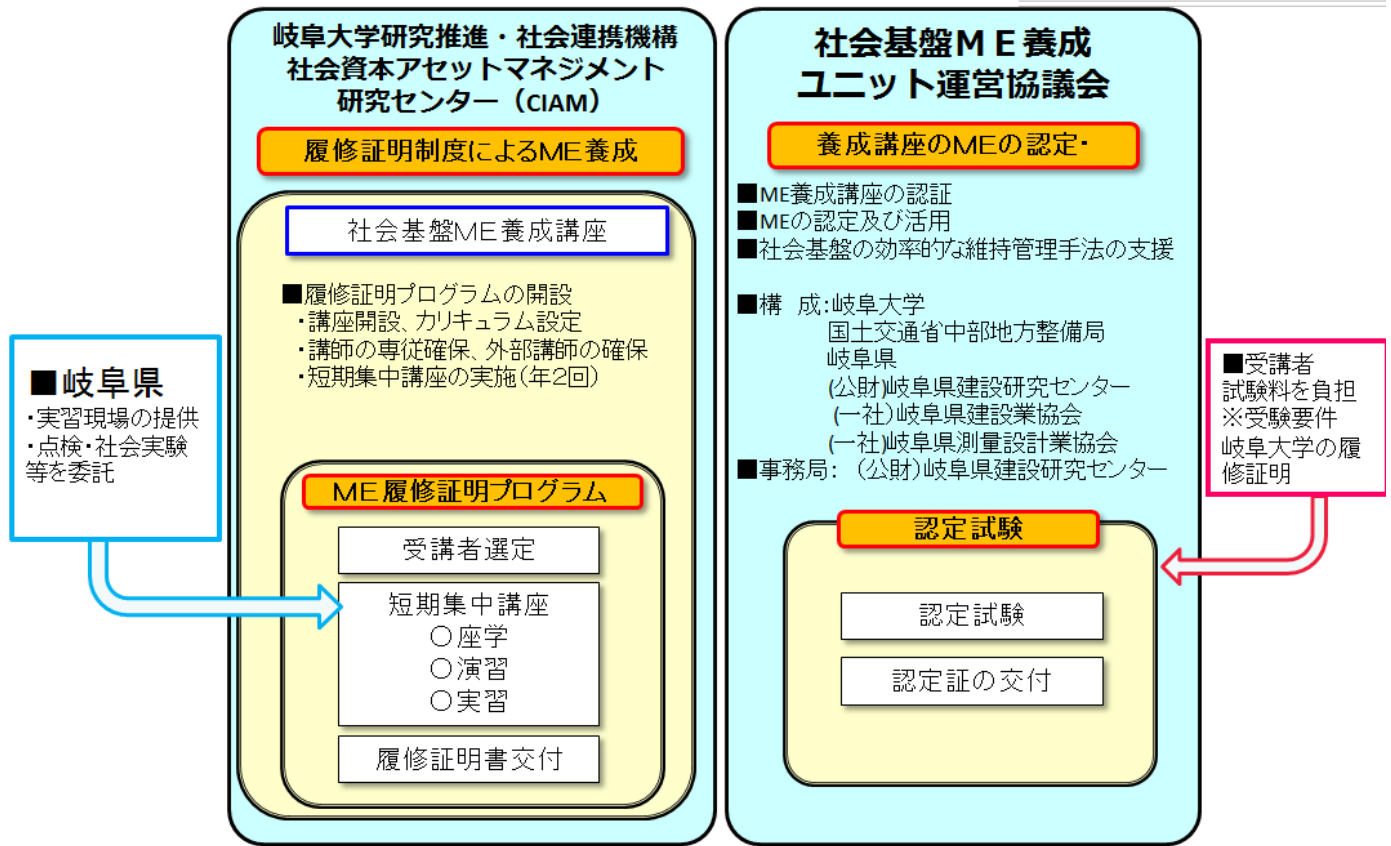 岐阜大学研究推進・社会連携機構
社会資本アセットマネジメント
研究センター（CIAM）
履修証明制度によるME養成
社会基盤ME養成講座
■履修証明プログラムの開設
・講座開設、カリキュラム設定
・講師の専従確保、外部講師の確保
・短期集中講座の実施(年2回)
ME履修証明プログラム
受講者選定
短期集中講座
○座学
○演習
○実習
履修証明書交付
■岐阜県
・実習現場の提供
・点検・社会実験
等を委託
社会基盤ＭＥ養成
ユニット運営協議会
養成講座のMEの認定・
■ME養成講座の認証
■MEの認定及び活用
■社会基盤の効率的な維持管理手法の支援
■構　成:岐阜大学
国土交通省中部地方整備局
岐阜県
(公財)岐阜県建設研究センター
(一社)岐阜県建設業協会
(一社)岐阜県測量設計業協会
■事務局：（公財)岐阜県建設研究センター
認定試験
認定試験
認定証の交付
■受講者
試験料を負担
※受験要件
岐阜大学の履
修証明